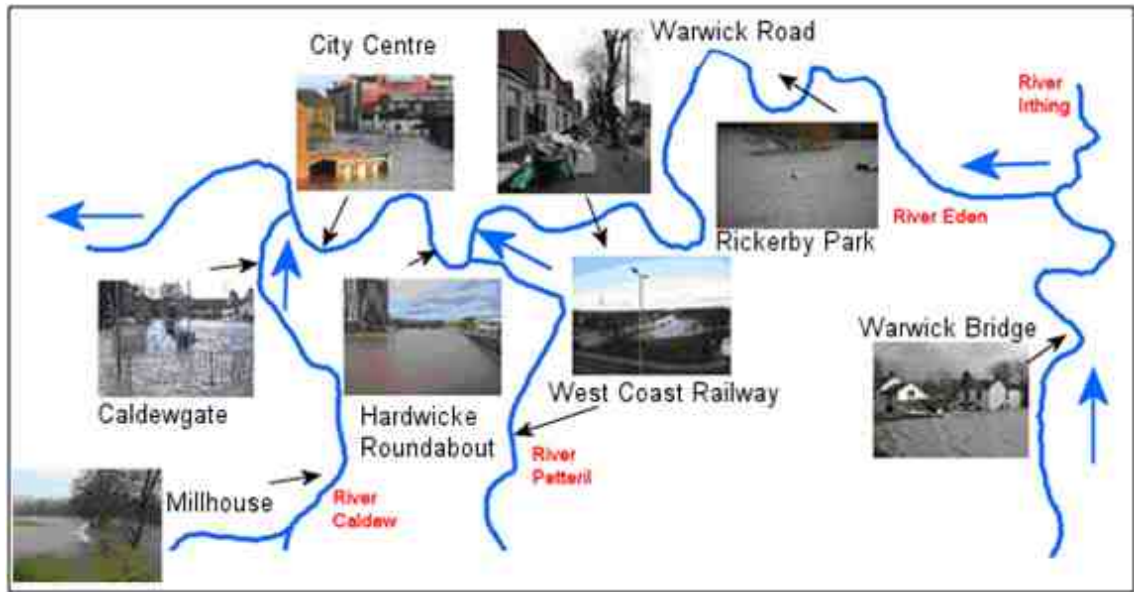 City Centre
Warwick Road
River
Irthing
River Eden
Rickerby Park
Warwick Bridge
West Coast Railway
Caldewgate
Hardwicke
Roundabout
River
Petteril
Millhouse
River
Caldew